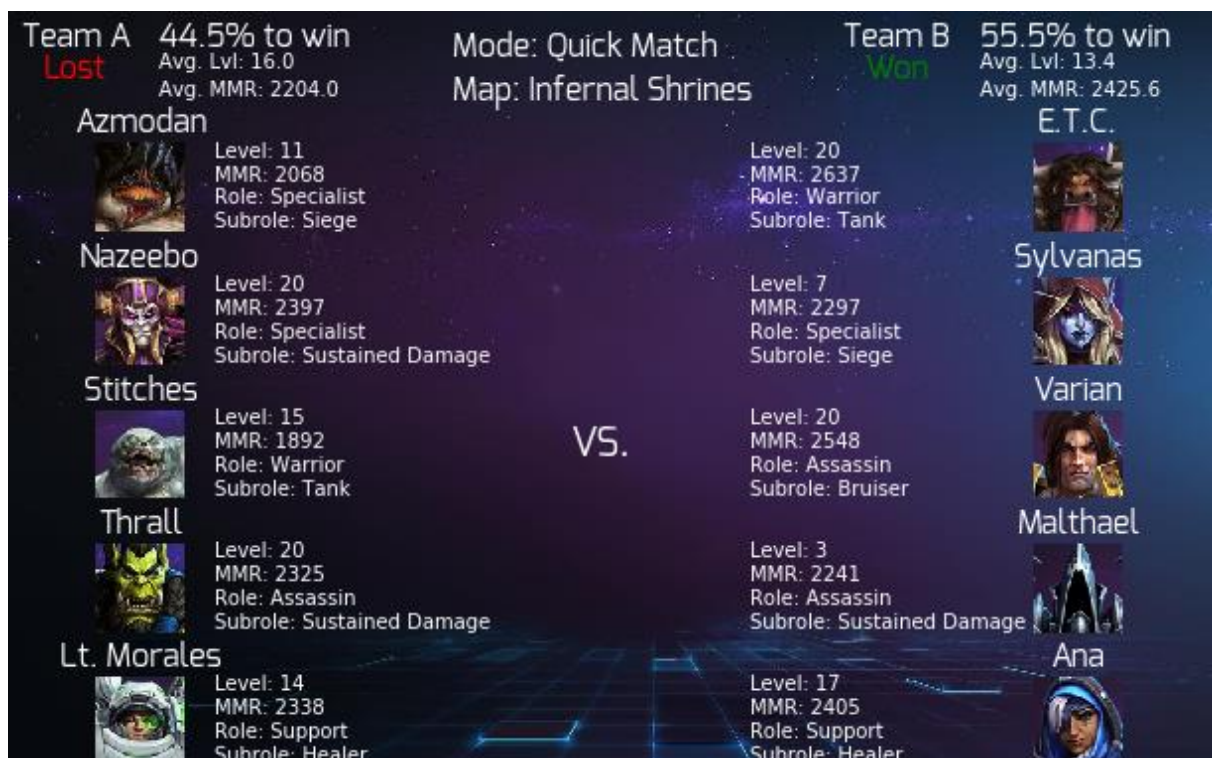 Team A 44.5% to win
Lost Avg. Lvl: 16.0
Avg. MMR: 2204.0
Mode: Quick Match
Map: Infernal Shrines
Team B 55.5% to win
Won Avg. Lvl: 13.4
Avg. MMR: 2425.6
Azmodan
Level: 11
MMR: 2068
Role: Specialist
Subrole: Siege
Nazeebo
Level: 20
MMR: 2397
Role: Specialist
Subrole: Sustained Damage
Stitches
Level: 15
MMR: 1892
Role: Warrior
Subrole: Tank
Thrall
Level: 20
MMR: 2325
Role: Assassin
Subrole: Sustained Damage
Lt. Morales
Level: 14
MMR: 2338
Role: Support
Subrole: Healer
VS.
E.T.C.
Level: 20
MMR: 2637
Role: Warrior
Subrole: Tank
Sylvanas
Level: 7
MMR: 2297
Role: Specialist
Subrole: Siege
Varian
Level: 20
MMR: 2548
Role: Assassin
Subrole: Bruiser
Malthael
Level: 3
MMR: 2241
Role: Assassin
Subrole: Sustained Damage
Ana
Level: 17
MMR: 2405
Role: Support
Subrole: Healer